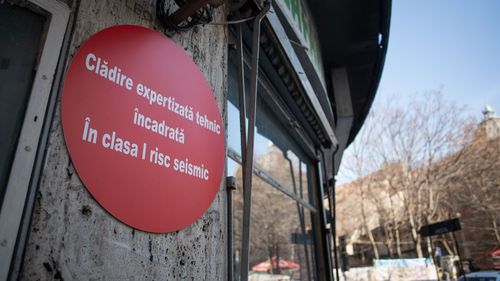 Clădire expertizată tehnic
încadrată
În clasa I risc seismic